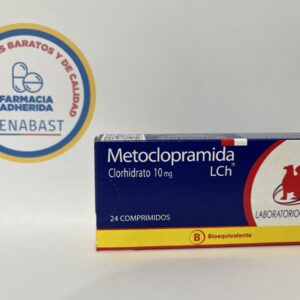 S BARATOS Y DE CALIDAD
FARMACIA
ADHERIDA
ENABAST
Metoclopramida®
LCh
Clorhidrato 10 mg
24 COMPRIMIDOS
LABORATORIO
B Bioequivalente